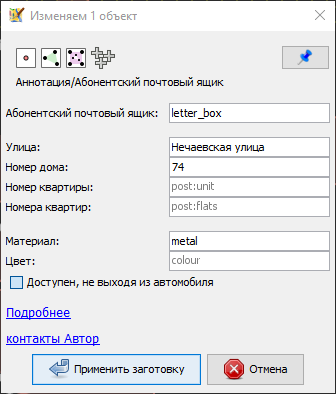 Изменяем 1 объект
Аннотация/Абонентский почтовый ящик
Абонентский почтовый ящик: letter_box
Улица: Нечаевская улица
Номер дома: 74
Номер квартиры: post:unit
Номера квартир: post:flats
Материал: metal
Цвет: colour
Доступен, не выходя из автомобиля
Подробнее
контакты Автор
Применить заготовку Отмена